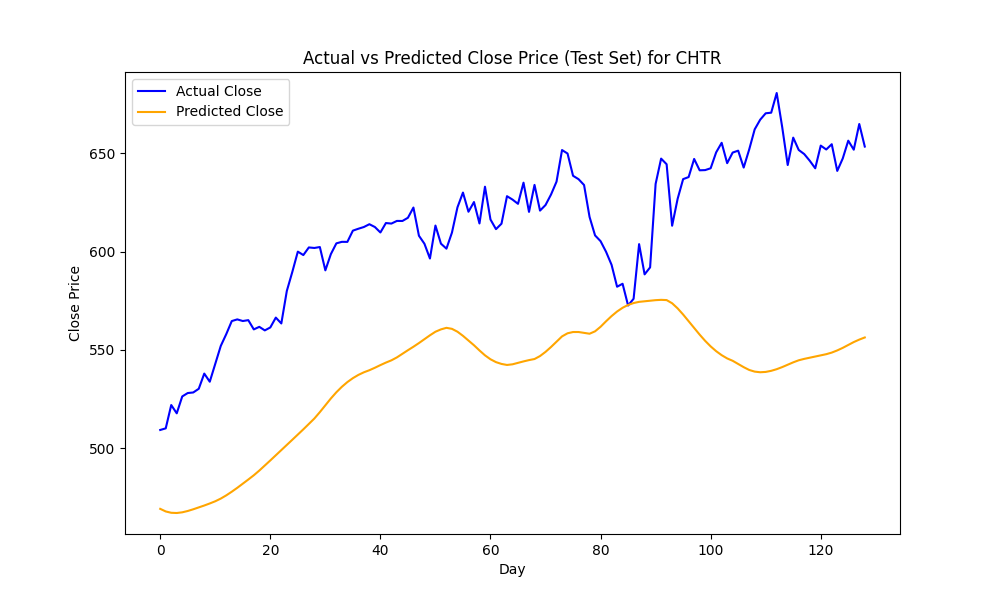 Actual vs Predicted Close Price (Test Set) for CHTR
Actual Close
Predicted Close
Close Price
650
600
550
500
0 20 40 60 80 100 120
Day